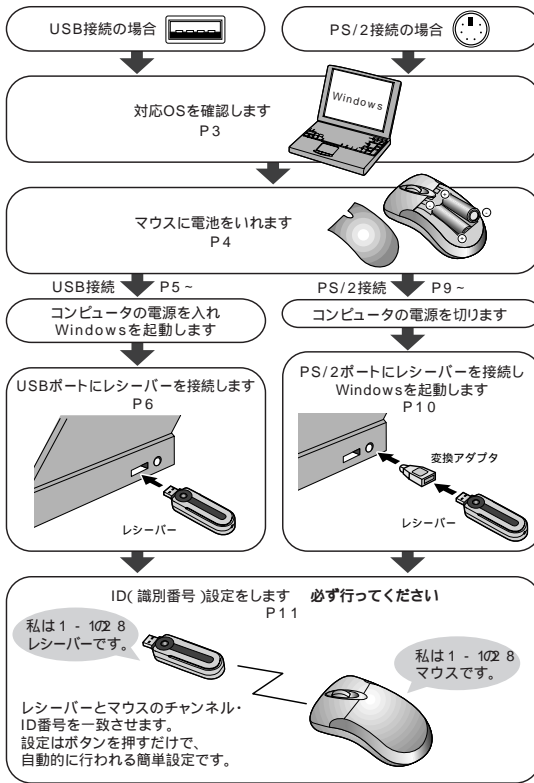 USB接続の場合
PS/2接続の場合
Windows
対応OSを確認します
P3
マウスに電池をいれます
P4
USB接続 P5~
PS/2接続 P9~
コンピュータの電源を入れ
Windowsを起動します
コンピュータの電源を切ります
USBポートにレシーバーを接続します
P6
レシーバー
PS/2ポートにレシーバーを接続し
Windowsを起動します
P10
変換アダプタ
レシーバー
ID(識別番号)設定をします 必ず行ってください
P11
私は1-1の28
レシーバーです。
私は1-1の28
マウスです。
レシーバーとマウスのチャンネル・
ID番号を一致させます。
設定はボタンを押すだけで、
自動的に行われる簡単設定です。